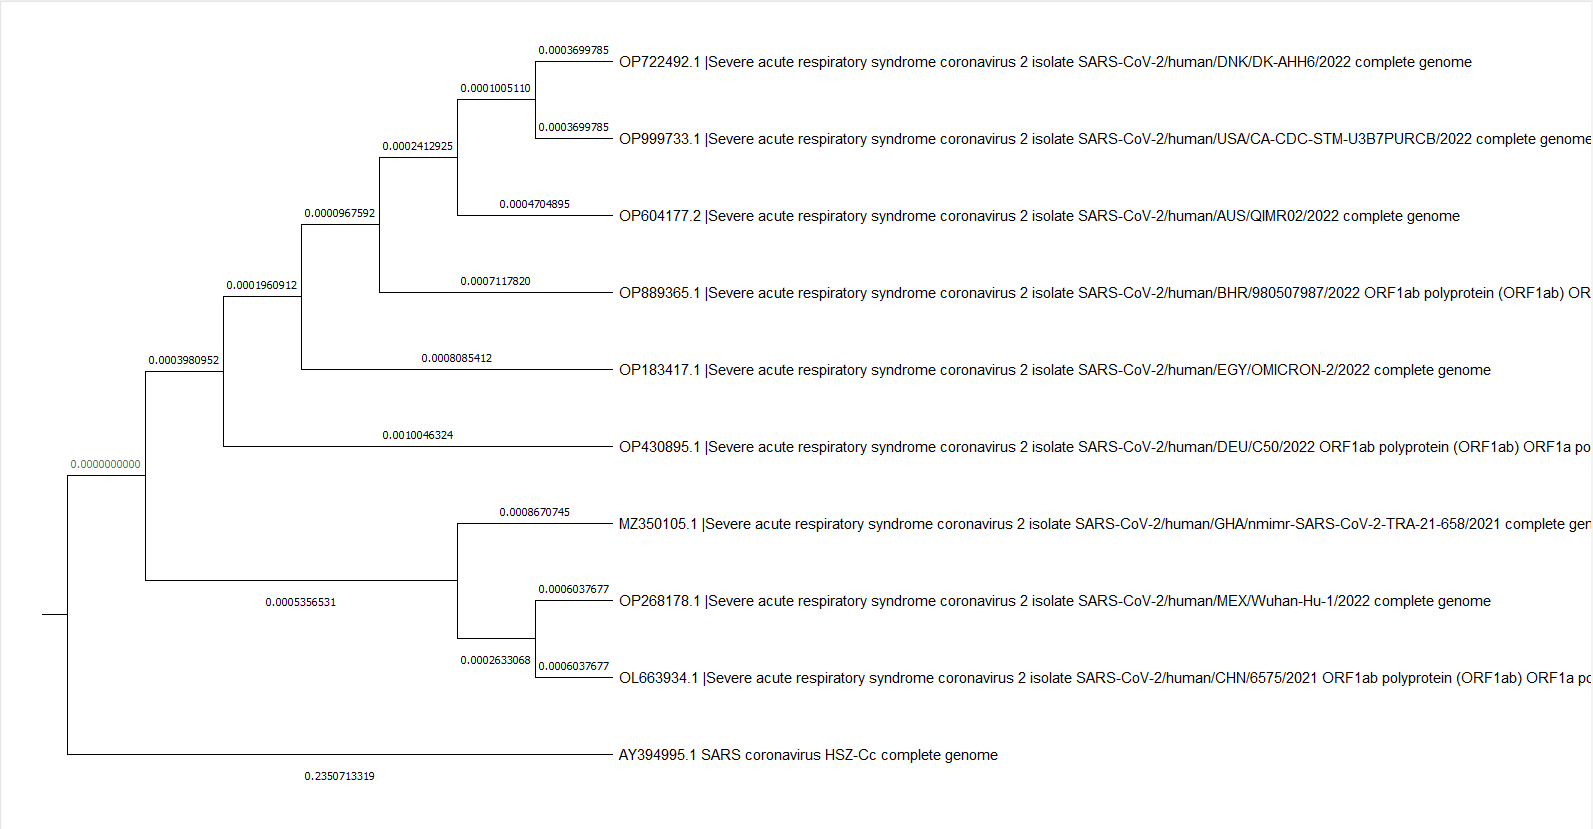 0.0003699785
OP722492.1 |Severe acute respiratory syndrome coronavirus 2 isolate SARS-CoV-2/human/DNK/DK-AHH6/2022 complete genome
0.0001005110
0.0003699785
OP999733.1 |Severe acute respiratory syndrome coronavirus 2 isolate SARS-CoV-2/human/USA/CA-CDC-STM-U3B7PURCB/2022 complete genome
0.0002412925
0.0004704895
OP604177.2 |Severe acute respiratory syndrome coronavirus 2 isolate SARS-CoV-2/human/AUS/QIMR02/2022 complete genome
0.0000967592
0.0007117820
OP889365.1 |Severe acute respiratory syndrome coronavirus 2 isolate SARS-CoV-2/human/BHR/980507987/2022 ORF1ab polyprotein (ORF1ab) OR
0.0001960912
0.0008085412
OP183417.1 |Severe acute respiratory syndrome coronavirus 2 isolate SARS-CoV-2/human/EGY/OMICRON-2/2022 complete genome
0.0003980952
0.0010046324
OP430895.1 |Severe acute respiratory syndrome coronavirus 2 isolate SARS-CoV-2/human/DEU/C50/2022 ORF1ab polyprotein (ORF1ab) ORF1a po
0.0000000000
0.0008670745
MZ350105.1 |Severe acute respiratory syndrome coronavirus 2 isolate SARS-CoV-2/human/GHA/nmimr-SARS-CoV-2-TRA-21-658/2021 complete gen
0.0006037677
OP268178.1 |Severe acute respiratory syndrome coronavirus 2 isolate SARS-CoV-2/human/MEX/Wuhan-Hu-1/2022 complete genome
0.0005356531
0.0002633068
0.0006037677
OL663934.1 |Severe acute respiratory syndrome coronavirus 2 isolate SARS-CoV-2/human/CHN/6575/2021 ORF1ab polyprotein (ORF1ab) ORF1a po
AY394995.1 SARS coronavirus HSZ-Cc complete genome
0.2350713319